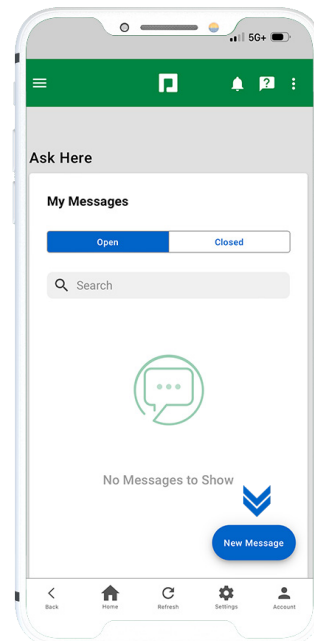 5G+
?
Ask Here
My Messages
Open Closed
Search
No Messages to Show
New Message
Back Home Refresh Settings Account